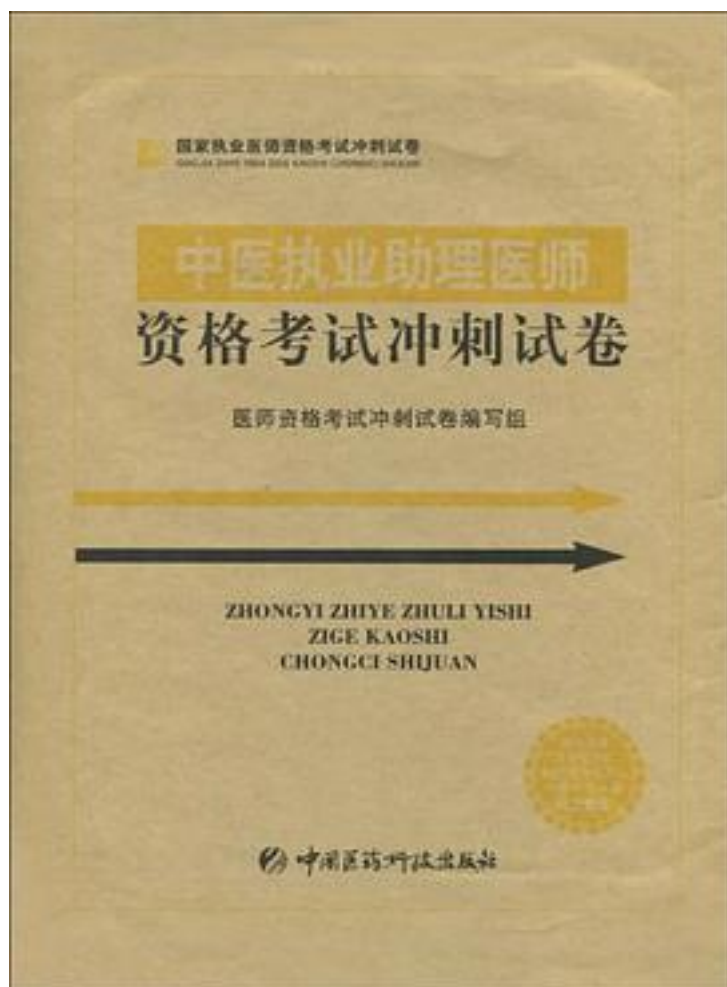 国家执业医师资格考试冲刺试卷
中医执业助理医师
资格考试冲刺试卷
医师资格考试冲刺试卷编写组
ZHONGYI ZHIYE ZHULI YISHI
ZIGE KAOSHI
CHONGCI SHIJUAN
中国医药科技出版社